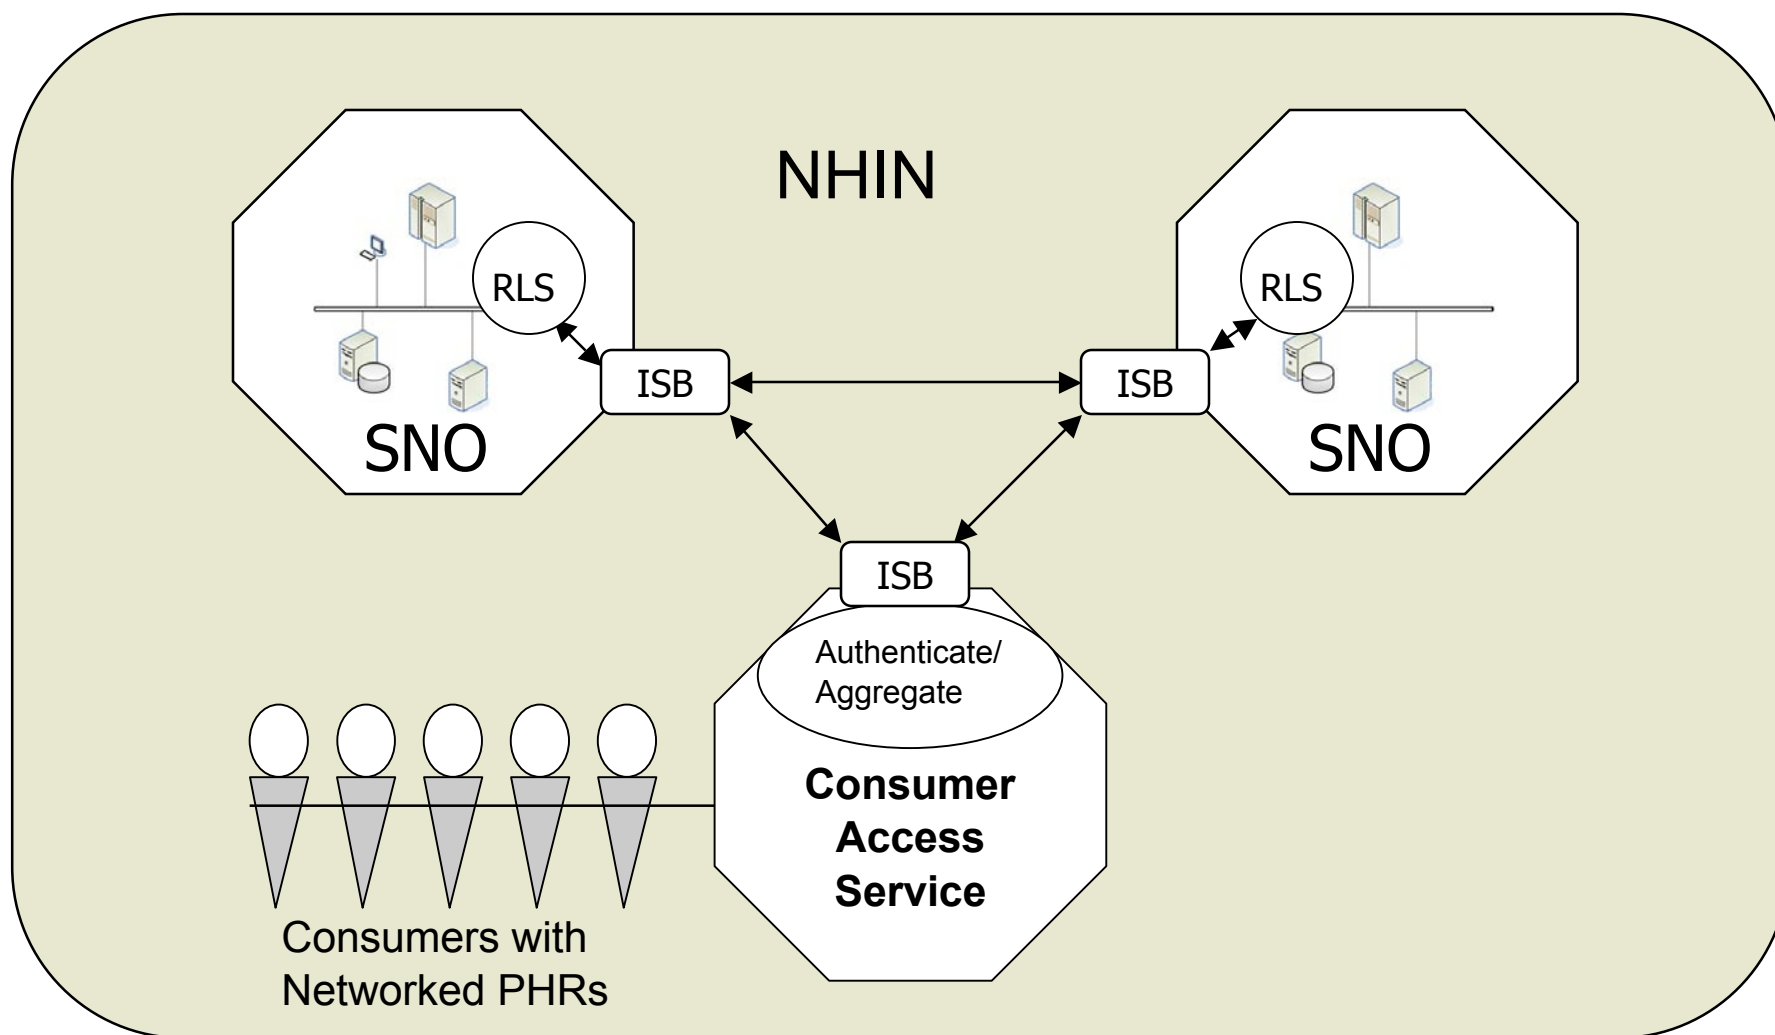 NHIN
RLS
RLS
ISB
ISB
SNO
SNO
ISB
Authenticate/
Aggregate
Consumer
Access
Service
Consumers with
Networked PHRs